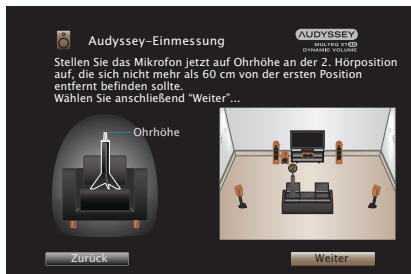 Audyssey-Einmessung
AUDYSSEY
MULTEQ XT32
DYNAMIC VOLUME
Stellen Sie das Mikrofon jetzt auf Ohrhöhe an der 2. Hörposition
auf, die sich nicht mehr als 60 cm von der ersten Position
entfernt befinden sollte.
Wählen Sie anschließend “Weiter”...
Ohrhöhe
Zurück
Weiter